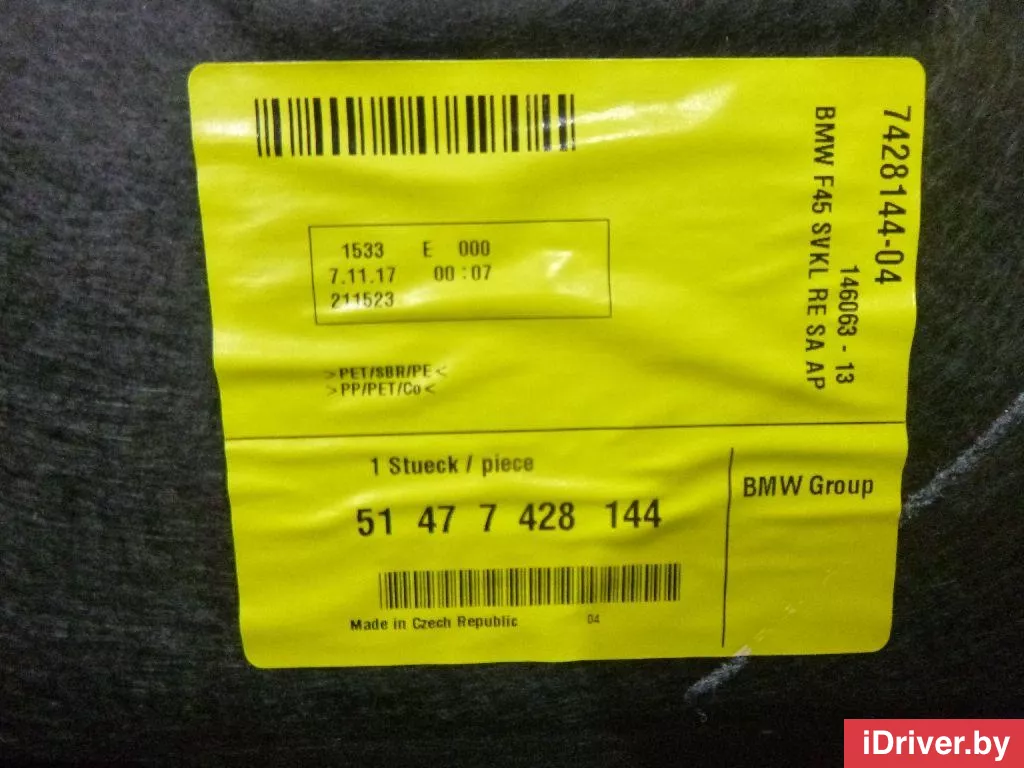 1533 E 000
7.11.17 00:07
211523
>PET/SBR/PE<
>PP/PET/Co<
7428144-04
146063 - 13
BMW F45 SVKL RE SA AP
1 Stueck / piece
51 47 7 428 144
Made in Czech Republic 04
BMW Group
iDriver.by